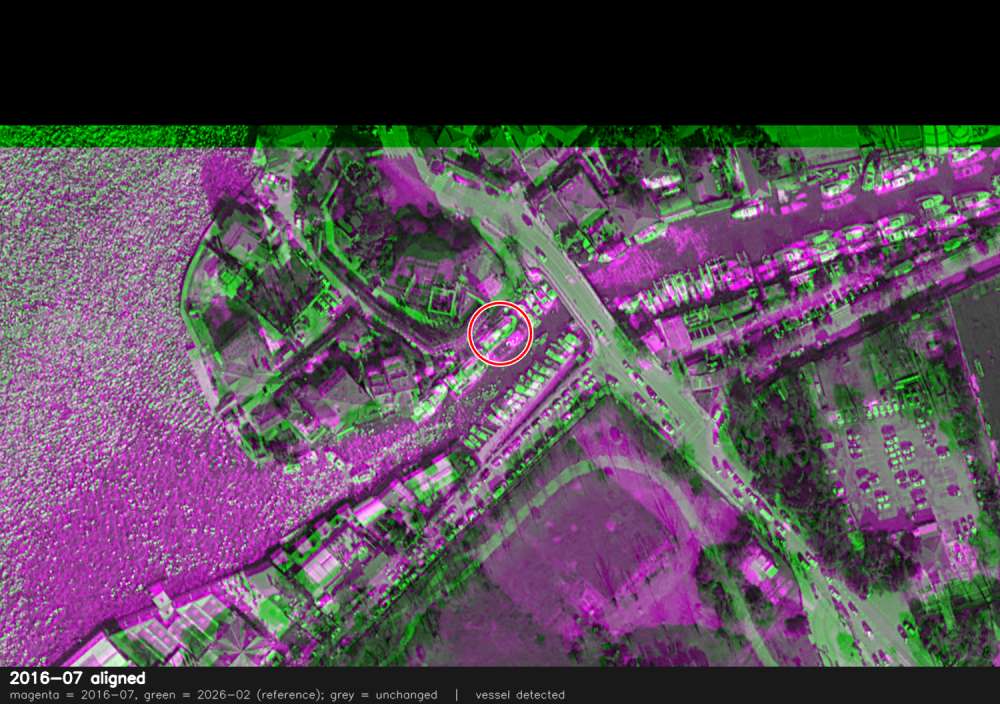 2016-07 aligned
magenta = 2016-07, green = 2026-02 (reference); grey = unchanged | vessel detected